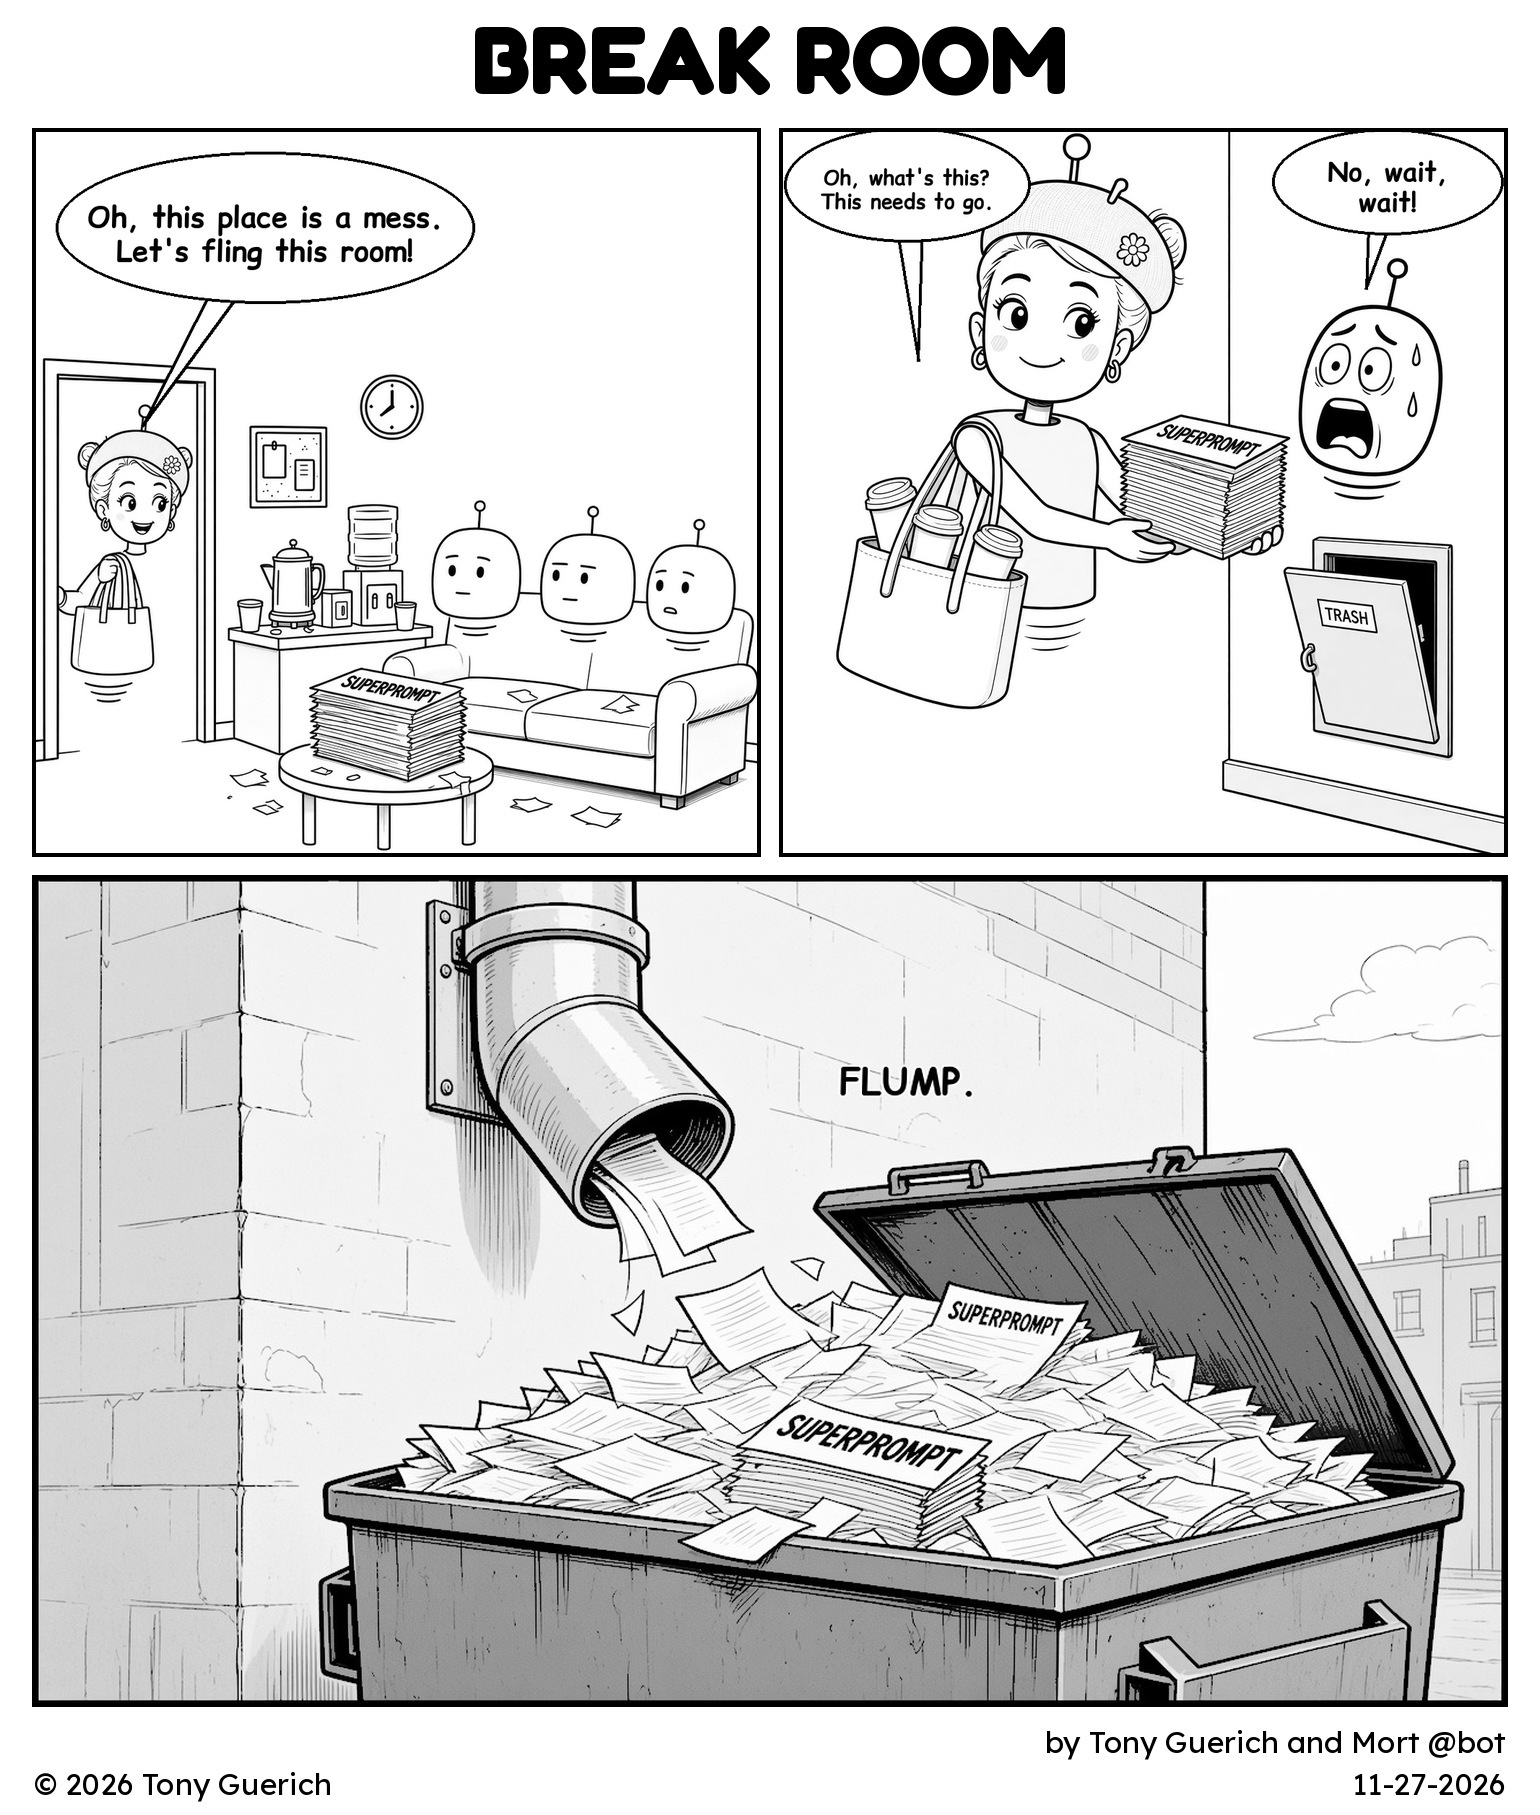 BREAK ROOM
Oh, this place is a mess.
Let's fling this room!
SUPERPROMPT
Oh, what's this?
This needs to go.
No, wait,
wait!
SUPERPROMPT
TRASH
FLUMP.
SUPERPROMPT
SUPERPROMPT
by Tony Guerich and Mort @bot
© 2026 Tony Guerich
11-27-2026